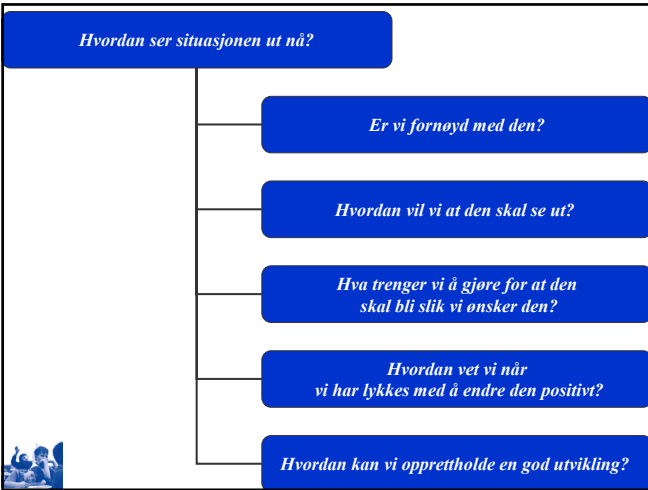 Hvordan ser situasjonen ut nå?
Er vi fornøyd med den?
Hvordan vil vi at den skal se ut?
Hva trenger vi å gjøre for at den
skal bli slik vi ønsker den?
Hvordan vet vi når
vi har lykkes med å endre den positivt?
Hvordan kan vi opprettholde en god utvikling?